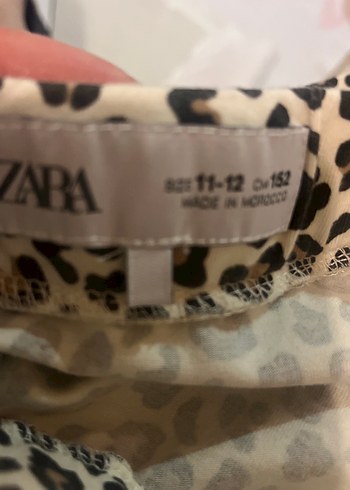 ZARA
SIZE 11-12 CM 152
MADE IN MOROCCO